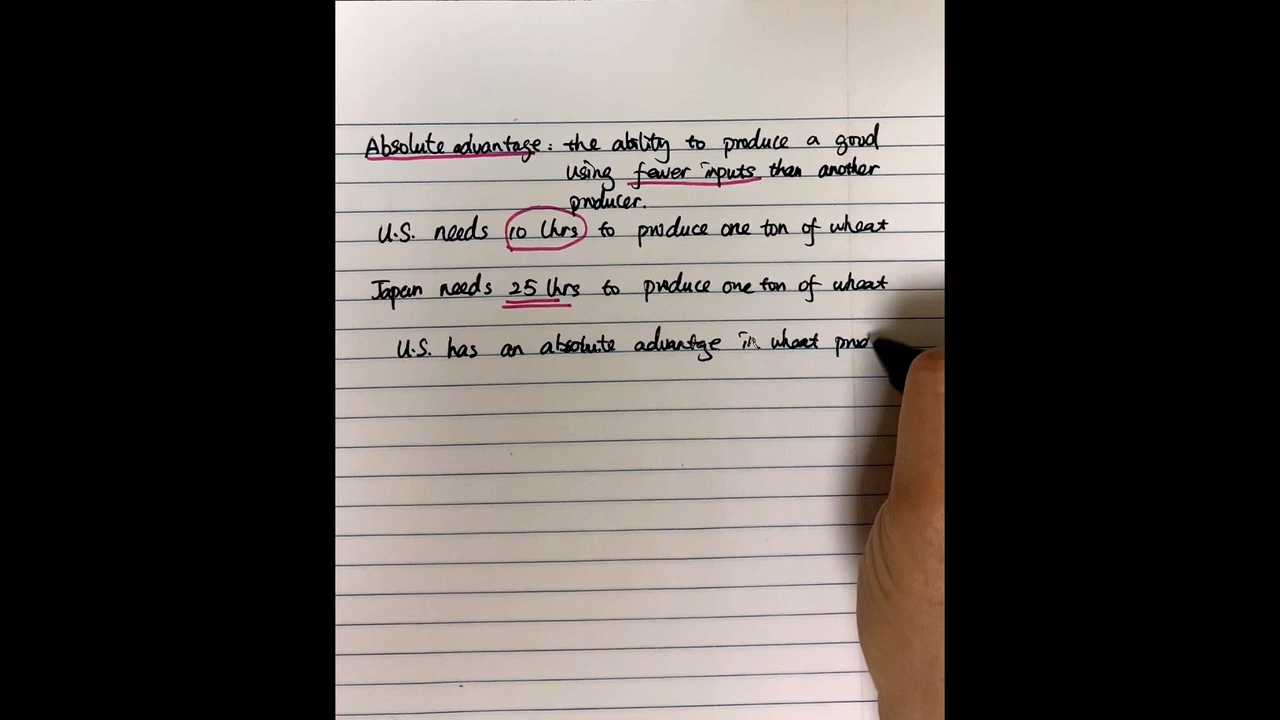 Absolute advantage: the ability to produce a good
using fewer inputs than another
producer.
U.S. needs 10 hrs to produce one ton of wheat
Japan needs 25 hrs to produce one ton of wheat
U.S. has an absolute advantage in wheat prod